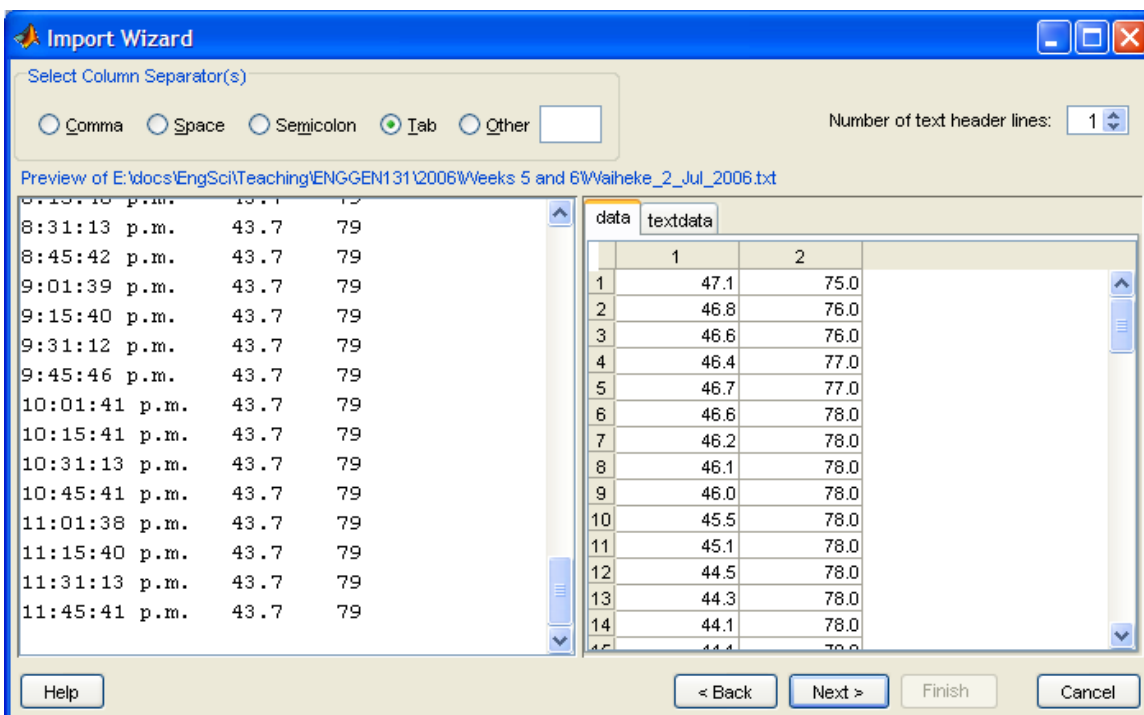 Import Wizard
Select Column Separator(s)
Comma Space Semicolon Tab Other
Number of text header lines: 1
Preview of E:\docs\EngSci\Teaching\ENGGEN131\2006\Weeks 5 and 6\Waiheke_2_Jul_2006.txt
8:31:13 p.m. 43.7 79
8:45:42 p.m. 43.7 79
9:01:39 p.m. 43.7 79
9:15:40 p.m. 43.7 79
9:31:12 p.m. 43.7 79
9:45:46 p.m. 43.7 79
10:01:41 p.m. 43.7 79
10:15:41 p.m. 43.7 79
10:31:13 p.m. 43.7 79
10:45:41 p.m. 43.7 79
11:01:38 p.m. 43.7 79
11:15:40 p.m. 43.7 79
11:31:13 p.m. 43.7 79
11:45:41 p.m. 43.7 79
data textdata
1 2
1 47.1 75.0
2 46.8 76.0
3 46.6 76.0
4 46.4 77.0
5 46.7 77.0
6 46.6 78.0
7 46.2 78.0
8 46.1 78.0
9 46.0 78.0
10 45.5 78.0
11 45.1 78.0
12 44.5 78.0
13 44.3 78.0
14 44.1 78.0
Help < Back Next > Finish Cancel